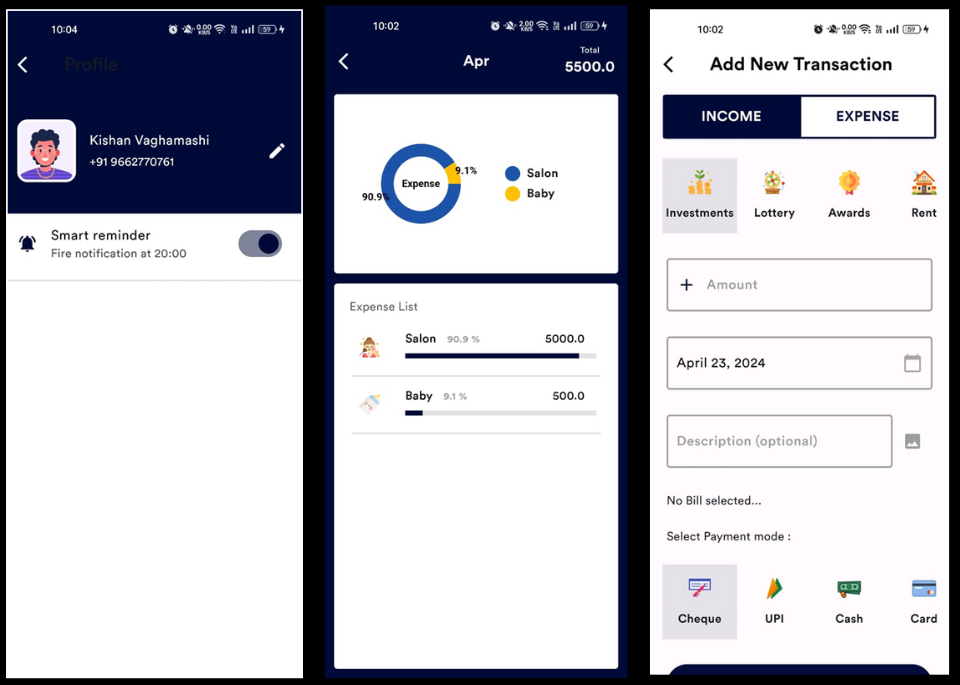 10:04
0.00
KB/S
59
Profile
Kishan Vaghamashi
+91 9662770761
Smart reminder
Fire notification at 20:00
10:02
2.00
KB/S
59
Apr
Total
5500.0
9.1%
90.9%
Expense
Salon
Baby
Expense List
Salon 90.9 % 5000.0
Baby 9.1 % 500.0
10:02
0.00
KB/S
59
Add New Transaction
INCOME EXPENSE
Investments Lottery Awards Rent
Amount
April 23, 2024
Description (optional)
No Bill selected...
Select Payment mode :
Cheque UPI Cash Card